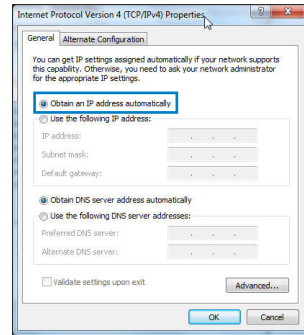 Internet Protocol Version 4 (TCP/IPv4) Properties
General
Alternate Configuration
You can get IP settings assigned automatically if your network supports
this capability. Otherwise, you need to ask your network administrator
for the appropriate IP settings.
Obtain an IP address automatically
Use the following IP address:
IP address:
Subnet mask:
Default gateway:
Obtain DNS server address automatically
Use the following DNS server addresses:
Preferred DNS server:
Alternate DNS server:
Validate settings upon exit
Advanced...
OK
Cancel